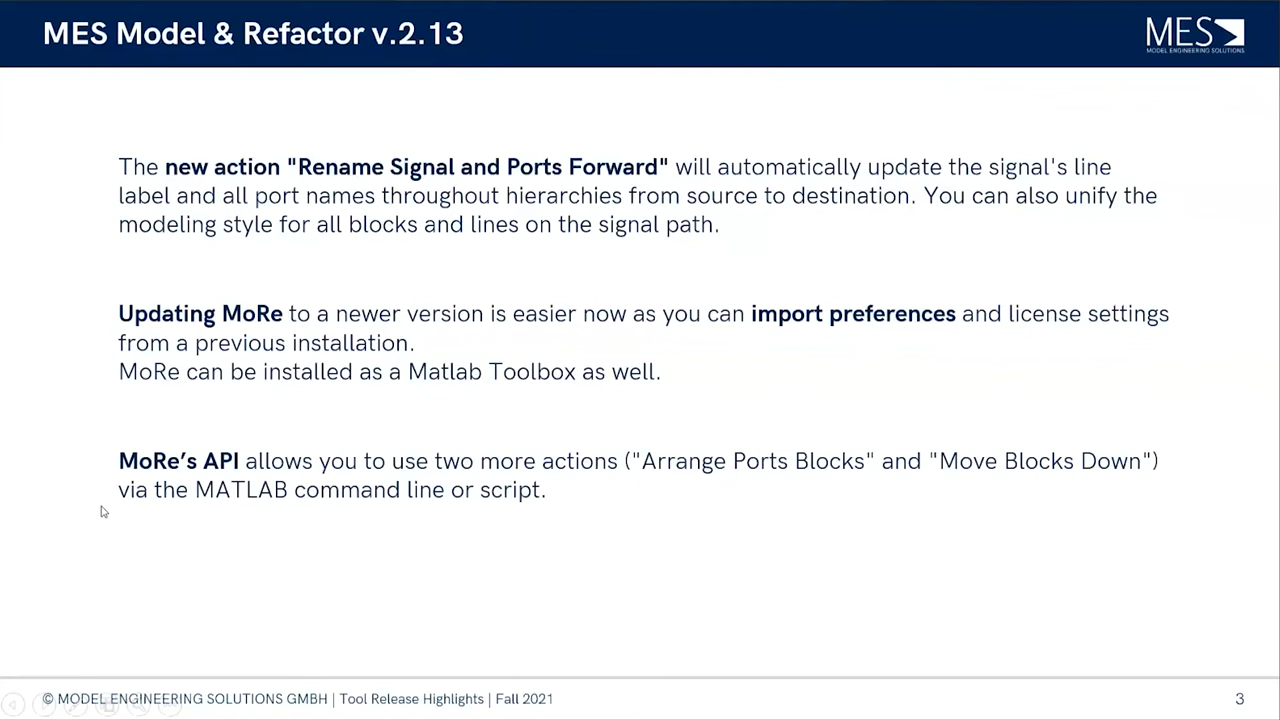 MES Model & Refactor v.2.13
MES
MODEL ENGINEERING SOLUTIONS
The new action "Rename Signal and Ports Forward" will automatically update the signal's line
label and all port names throughout hierarchies from source to destination. You can also unify the
modeling style for all blocks and lines on the signal path.
Updating MoRe to a newer version is easier now as you can import preferences and license settings
from a previous installation.
MoRe can be installed as a Matlab Toolbox as well.
MoRe’s API allows you to use two more actions ("Arrange Ports Blocks" and "Move Blocks Down")
via the MATLAB command line or script.
© MODEL ENGINEERING SOLUTIONS GMBH | Tool Release Highlights | Fall 2021
3